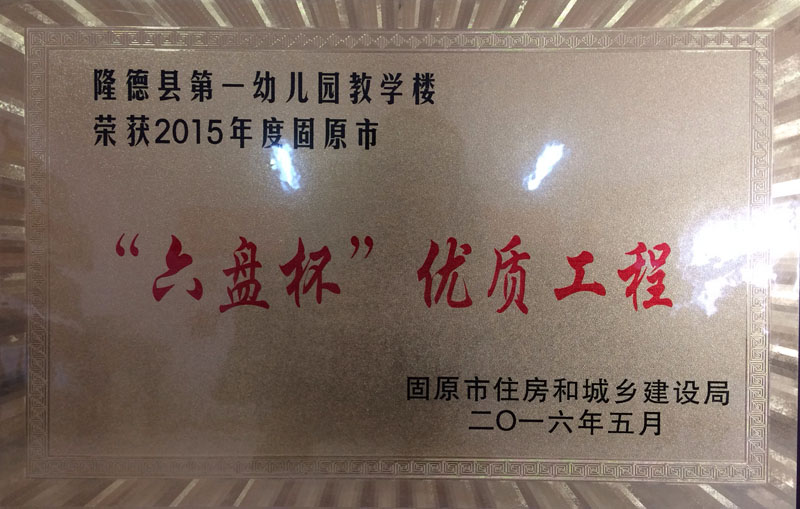 隆德县第一幼儿园教学楼
荣获2015年度固原市
“六盘杯”优质工程
固原市住房和城乡建设局
二〇一六年五月